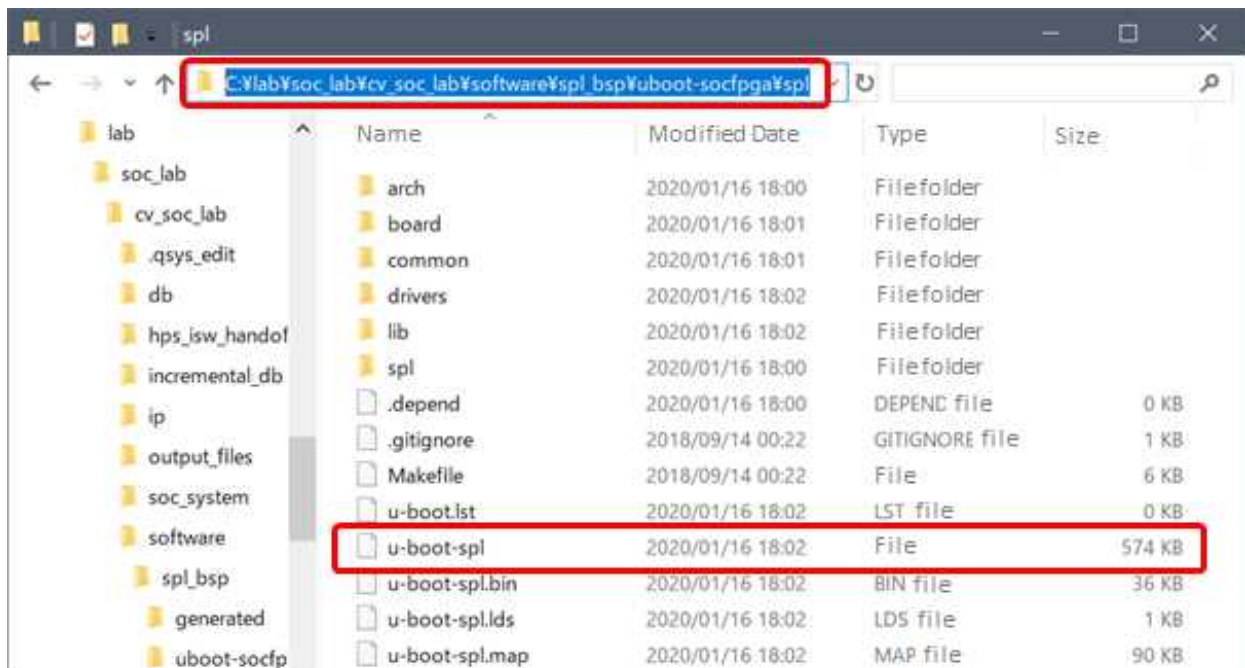 spl
C:¥lab¥soc_lab¥cv_soc_lab¥software¥spl_bsp¥uboot-socfpga¥spl
lab
soc_lab
cv_soc_lab
.qsys_edit
db
hps_isw_handof
incremental_db
ip
output_files
soc_system
software
spl_bsp
generated
uboot-socfp
Name Modified Date Type Size
arch 2020/01/16 18:00 Filefolder
board 2020/01/16 18:01 Filefolder
common 2020/01/16 18:01 Filefolder
drivers 2020/01/16 18:02 Filefolder
lib 2020/01/16 18:02 Filefolder
spl 2020/01/16 18:00 Filefolder
.depend 2020/01/16 18:00 DEPEND file 0 KB
.gitignore 2018/09/14 00:22 GITIGNORE file 1 KB
Makefile 2018/09/14 00:22 File 6 KB
u-boot.lst 2020/01/16 18:02 LST file 0 KB
u-boot-spl 2020/01/16 18:02 File 574 KB
u-boot-spl.bin 2020/01/16 18:02 BIN file 36 KB
u-boot-spl.lds 2020/01/16 18:02 LDS file 1 KB
u-boot-spl.map 2020/01/16 18:02 MAP file 90 KB